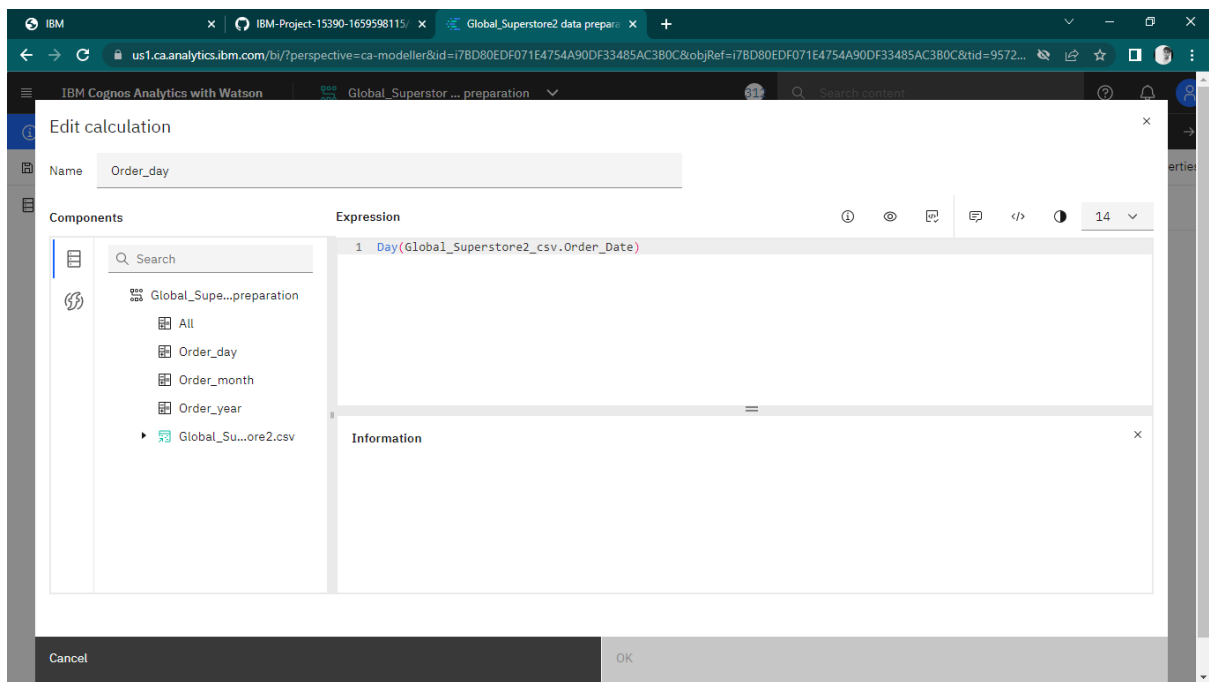 IBM
IBM-Project-15390-1659598115/
Global_Superstore2 data prepara
us1.ca.analytics.ibm.com/bi/?perspective=ca-modeller&id=i7BD80EDF071E4754A90DF33485AC3B0C&objRef=i7BD80EDF071E4754A90DF33485AC3B0C&tid=9572...
IBM Cognos Analytics with Watson
Global_Superstor ... preparation
Search content
Edit calculation
Name
Order_day
erties
Components
Expression
14
Search
1 Day(Global_Superstore2_csv.Order_Date)
Global_Supe...preparation
All
Order_day
Order_month
Order_year
Global_Su...ore2.csv
Information
Cancel
OK